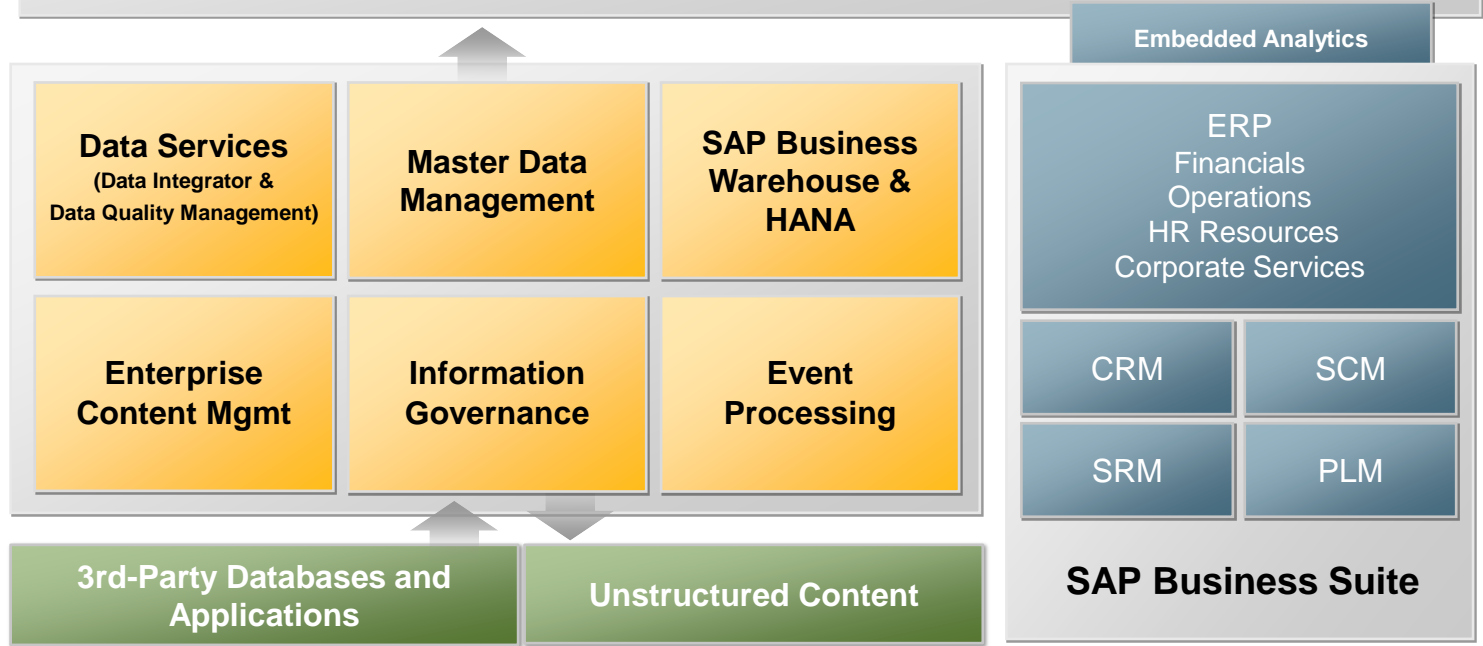 Embedded Analytics
Data Services
(Data Integrator &
Data Quality Management)
Master Data
Management
SAP Business
Warehouse &
HANA
Enterprise
Content Mgmt
Information
Governance
Event
Processing
3rd-Party Databases and
Applications
Unstructured Content
ERP
Financials
Operations
HR Resources
Corporate Services
CRM
SCM
SRM
PLM
SAP Business Suite